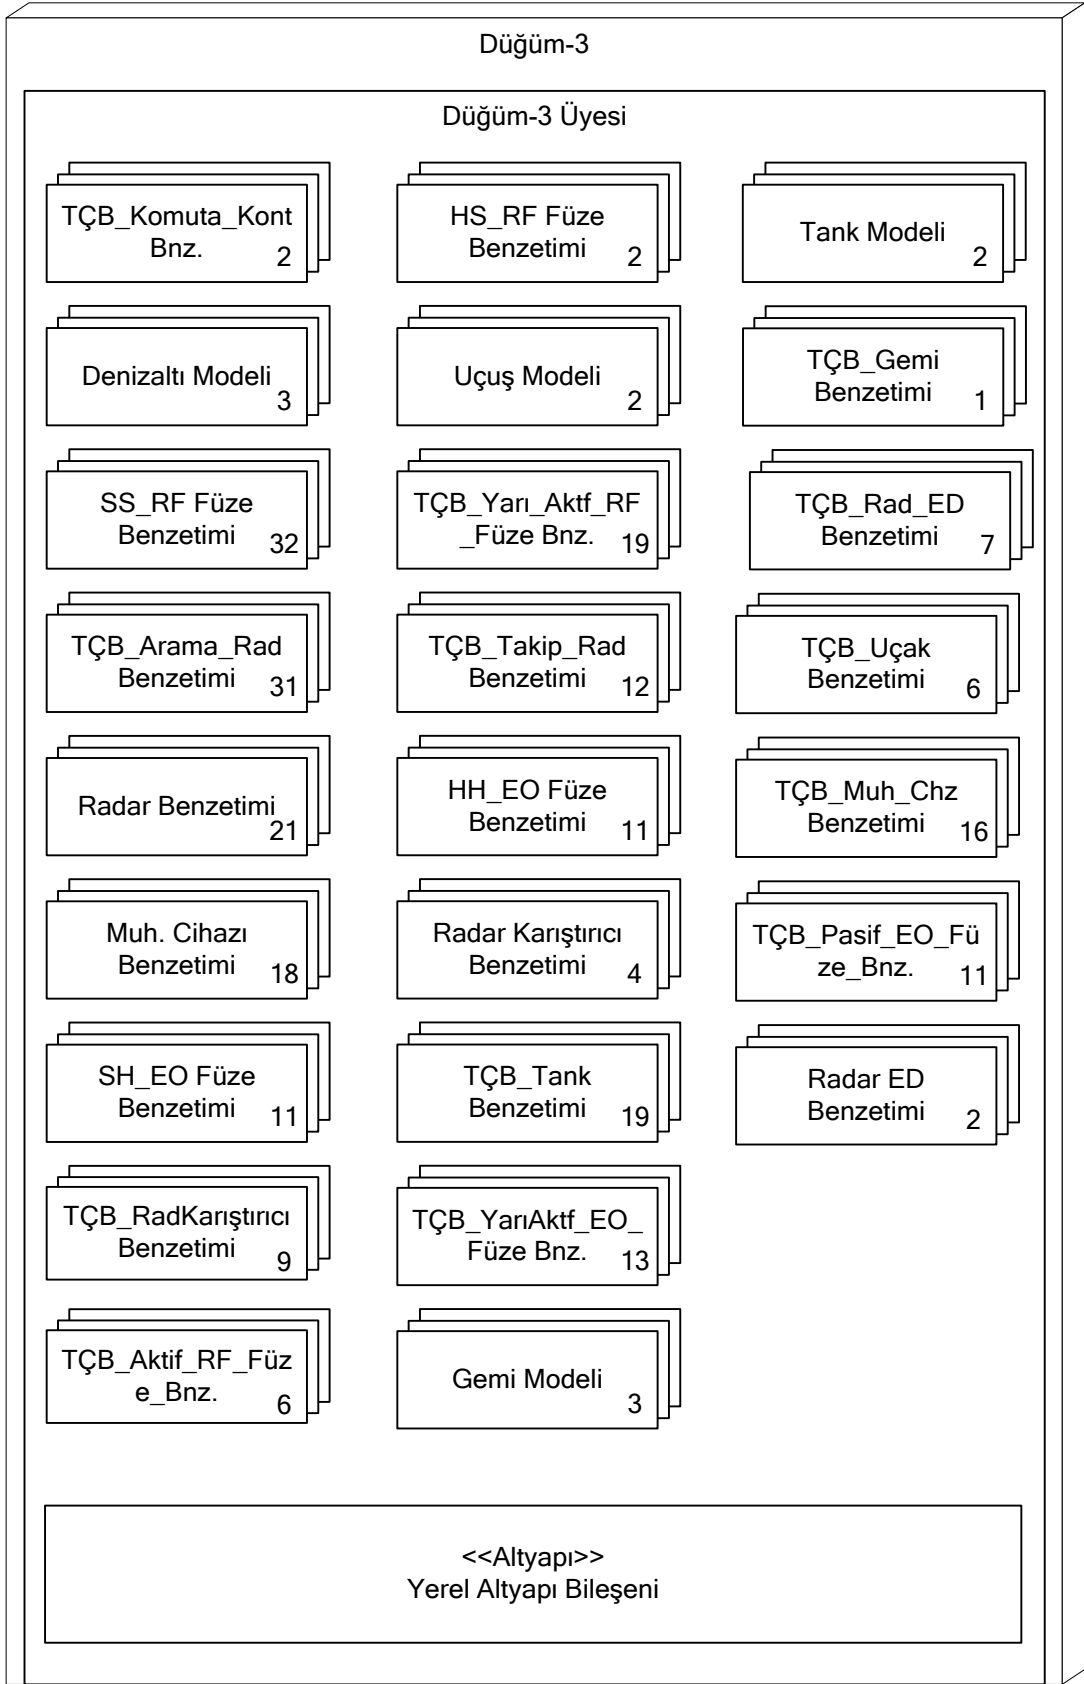 Düğüm-3
Düğüm-3 Üyesi
TÇB_Komuta_Kont
Bnz.
2
HS_RF Füze
Benzetimi
2
Tank Modeli
2
Denizaltı Modeli
3
Uçuş Modeli
2
TÇB_Gemi
Benzetimi
1
SS_RF Füze
Benzetimi
32
TÇB_Yarı_Aktf_RF
_Füze Bnz.
19
TÇB_Rad_ED
Benzetimi
7
TÇB_Arama_Rad
Benzetimi
31
TÇB_Takip_Rad
Benzetimi
12
TÇB_Uçak
Benzetimi
6
Radar Benzetimi
21
HH_EO Füze
Benzetimi
11
TÇB_Muh_Chz
Benzetimi
16
Muh. Cihazı
Benzetimi
18
Radar Karıştırıcı
Benzetimi
4
TÇB_Pasif_EO_Fü
ze_Bnz.
11
SH_EO Füze
Benzetimi
11
TÇB_Tank
Benzetimi
19
Radar ED
Benzetimi
2
TÇB_RadKarıştırıcı
Benzetimi
9
TÇB_YarıAktf_EO_
Füze Bnz.
13
TÇB_Aktif_RF_Füz
e_Bnz.
6
Gemi Modeli
3
<<Altyapı>>
Yerel Altyapı Bileşeni